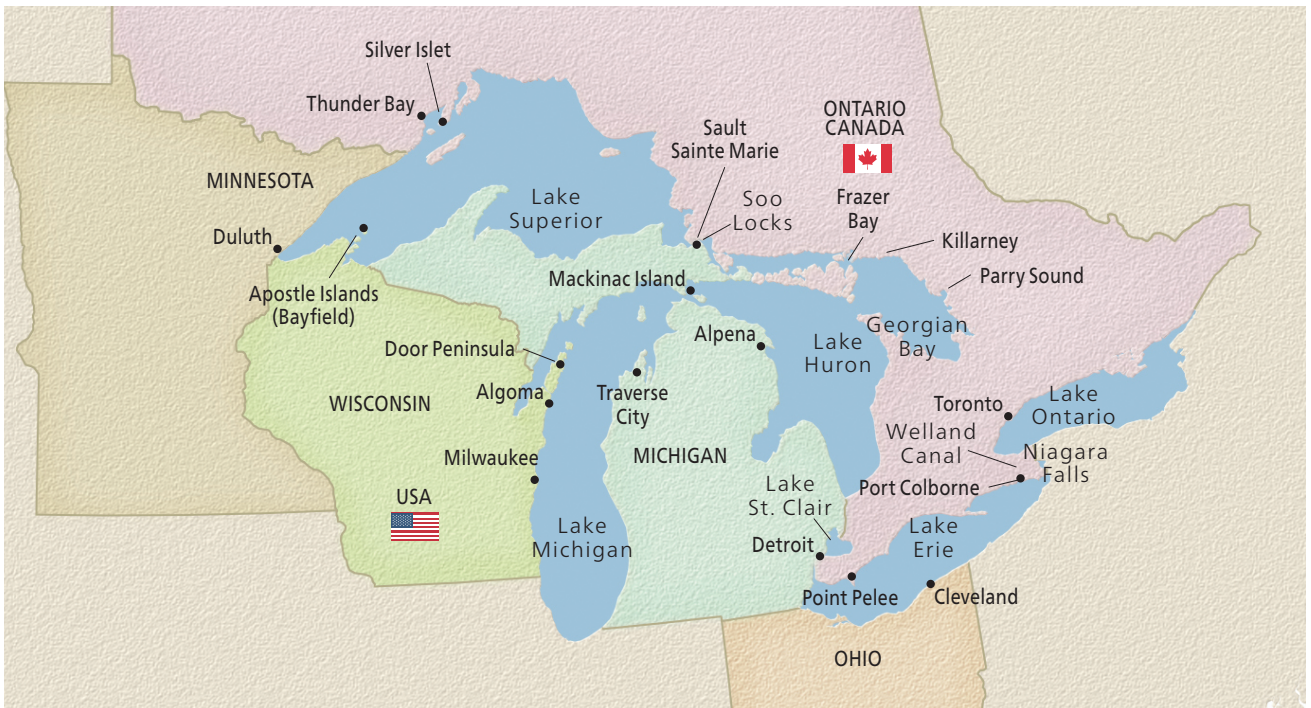 Silver Islet
Thunder Bay
ONTARIO
CANADA
Sault
Sainte Marie
MINNESOTA
Lake
Superior
Soo
Locks
Frazer
Bay
Duluth
Killarney
Mackinac Island
Parry Sound
Apostle Islands
(Bayfield)
Door Peninsula
Alpena
Lake
Huron
Georgian
Bay
Algoma
Traverse
City
WISCONSIN
Toronto
Lake
Ontario
Welland
Canal
Niagara
Falls
Milwaukee
MICHIGAN
Port Colborne
USA
Lake
St. Clair
Lake
Michigan
Detroit
Lake
Erie
Point Pelee
Cleveland
OHIO